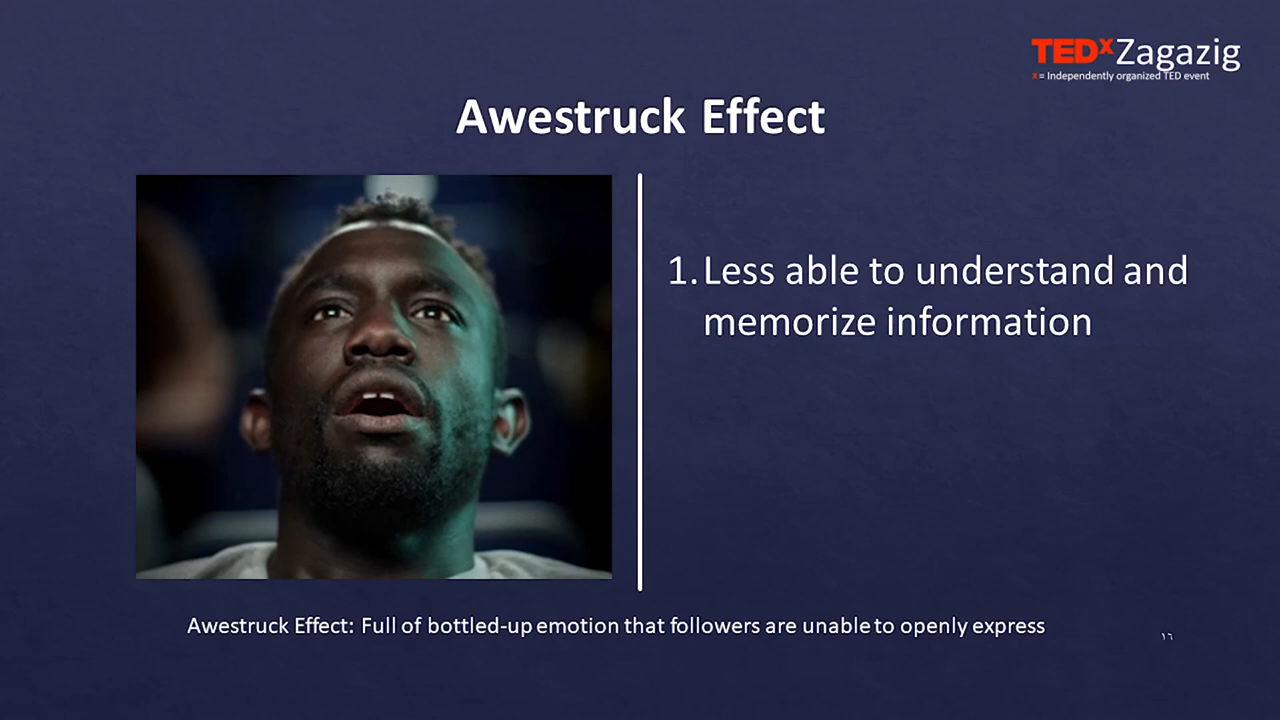 TEDxZagazig
x = Independently organized TED event
Awestruck Effect
1. Less able to understand and
memorize information
Awestruck Effect: Full of bottled-up emotion that followers are unable to openly express
١٦